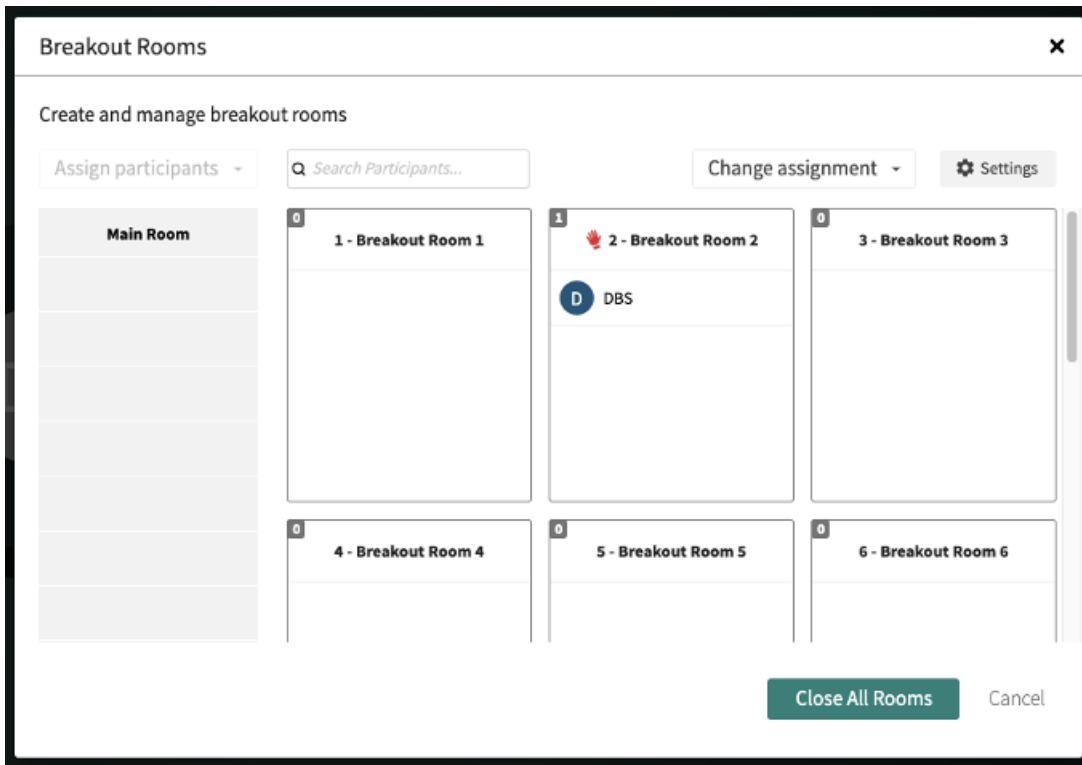 Breakout Rooms
Create and manage breakout rooms
Assign participants
Search Participants...
Change assignment
Settings
Main Room
0
1 - Breakout Room 1
1
2 - Breakout Room 2
D DBS
0
3 - Breakout Room 3
0
4 - Breakout Room 4
0
5 - Breakout Room 5
0
6 - Breakout Room 6
Close All Rooms
Cancel